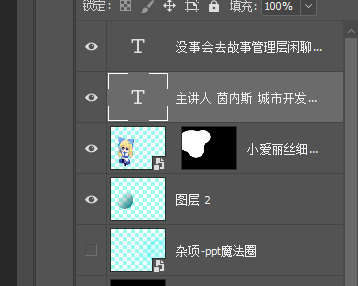 锁定:
填充: 100%
T 没事会去故事管理层闲聊...
T 主讲人 茵内斯 城市开发...
小爱丽丝细...
图层 2
杂项-ppt魔法圈